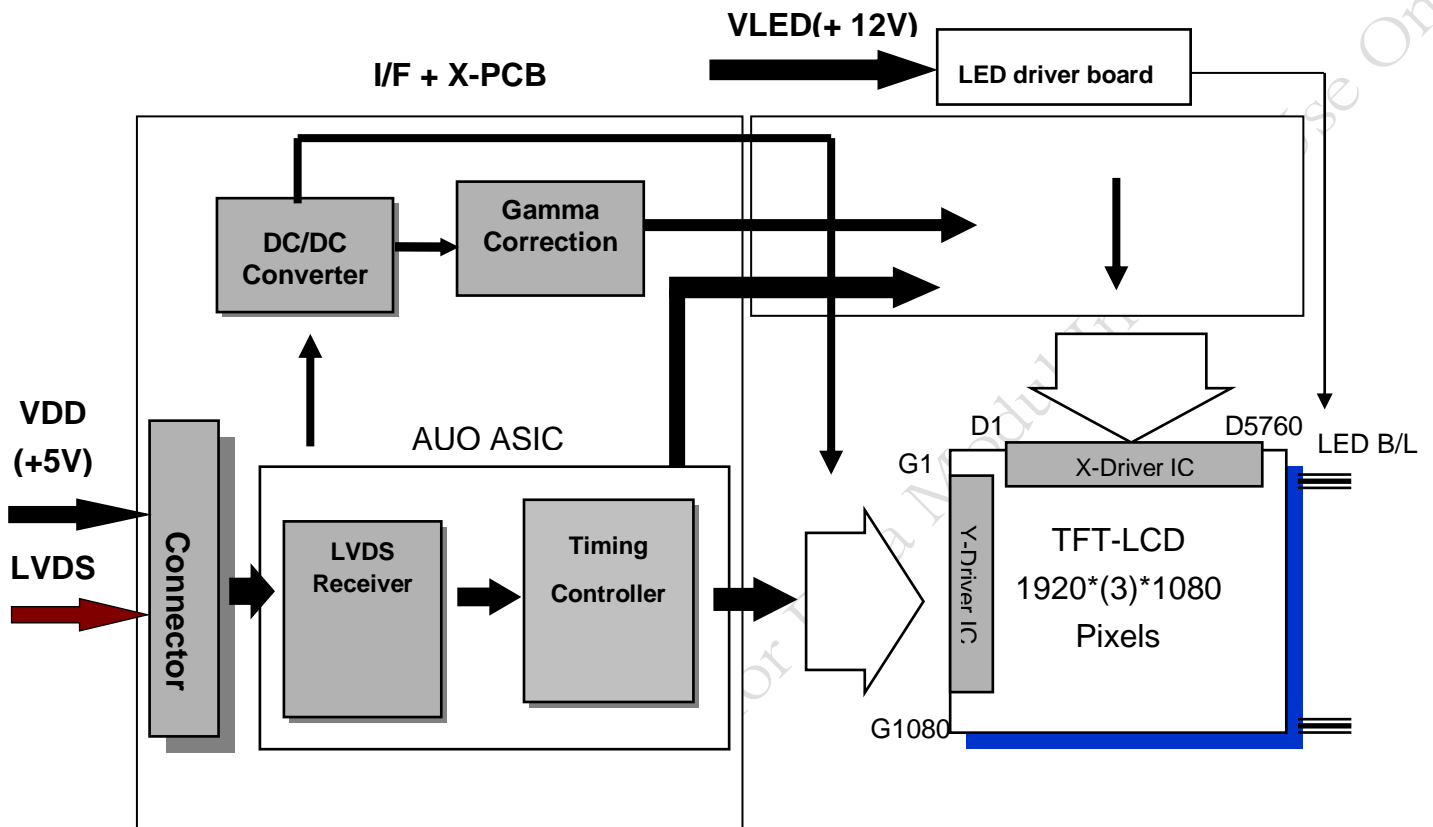 VLED(+ 12V)
LED driver board
I/F + X-PCB
DC/DC
Converter
Gamma
Correction
VDD
(+5V)
LVDS
Connector
AUO ASIC
LVDS
Receiver
Timing
Controller
D1
D5760
LED B/L
G1
X-Driver IC
Y-Driver IC
TFT-LCD
1920*(3)*1080
Pixels
G1080